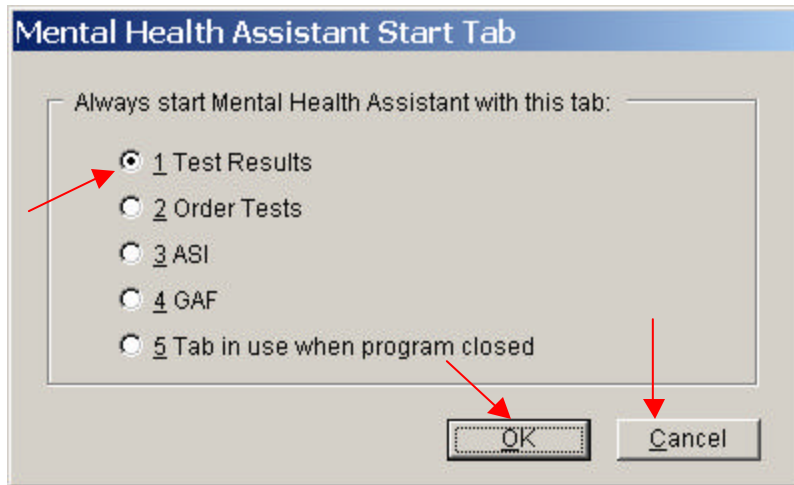 Mental Health Assistant Start Tab
Always start Mental Health Assistant with this tab:
1 Test Results
2 Order Tests
3 ASI
4 GAF
5 Tab in use when program closed
OK Cancel